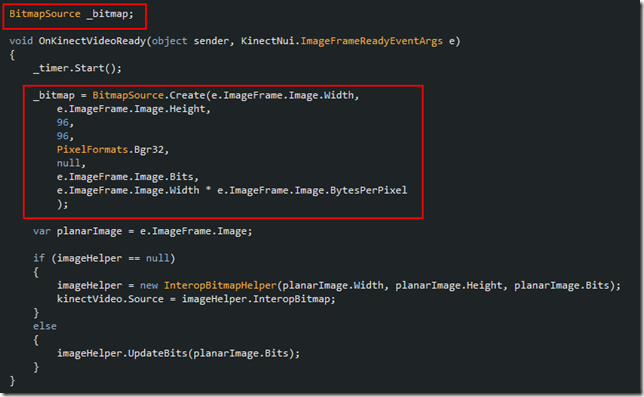 BitmapSource _bitmap;
void OnKinectVideoReady(object sender, KinectNui.ImageFrameReadyEventArgs e)
{
    _timer.Start();
    _bitmap = BitmapSource.Create(e.ImageFrame.Image.Width,
        e.ImageFrame.Image.Height,
        96,
        96,
        PixelFormats.Bgr32,
        null,
        e.ImageFrame.Image.Bits,
        e.ImageFrame.Image.Width * e.ImageFrame.Image.BytesPerPixel
        );
    var planarImage = e.ImageFrame.Image;
    if (imageHelper == null)
    {
        imageHelper = new InteropBitmapHelper(planarImage.Width, planarImage.Height, planarImage.Bits);
        kinectVideo.Source = imageHelper.InteropBitmap;
    }
    else
    {
        imageHelper.UpdateBits(planarImage.Bits);
    }
}